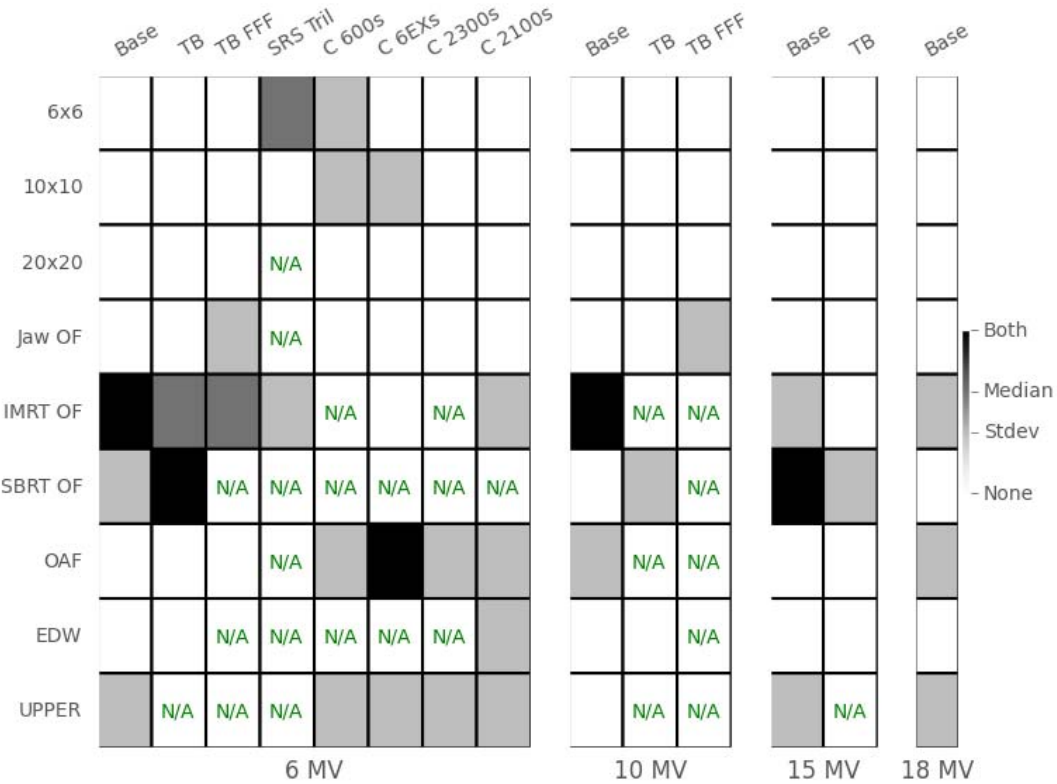 Base TB TB FFF SRS Tril C 600s C 6EXs C 2300s C 2100s Base TB TB FFF Base TB Base
6x6
10x10
20x20 N/A
Jaw OF N/A
Both
IMRT OF N/A N/A N/A N/A
Median
Stdev
SBRT OF N/A N/A N/A N/A N/A N/A N/A
None
OAF N/A N/A N/A
EDW N/A N/A N/A N/A N/A N/A
UPPER N/A N/A N/A N/A N/A N/A
6 MV 10 MV 15 MV 18 MV